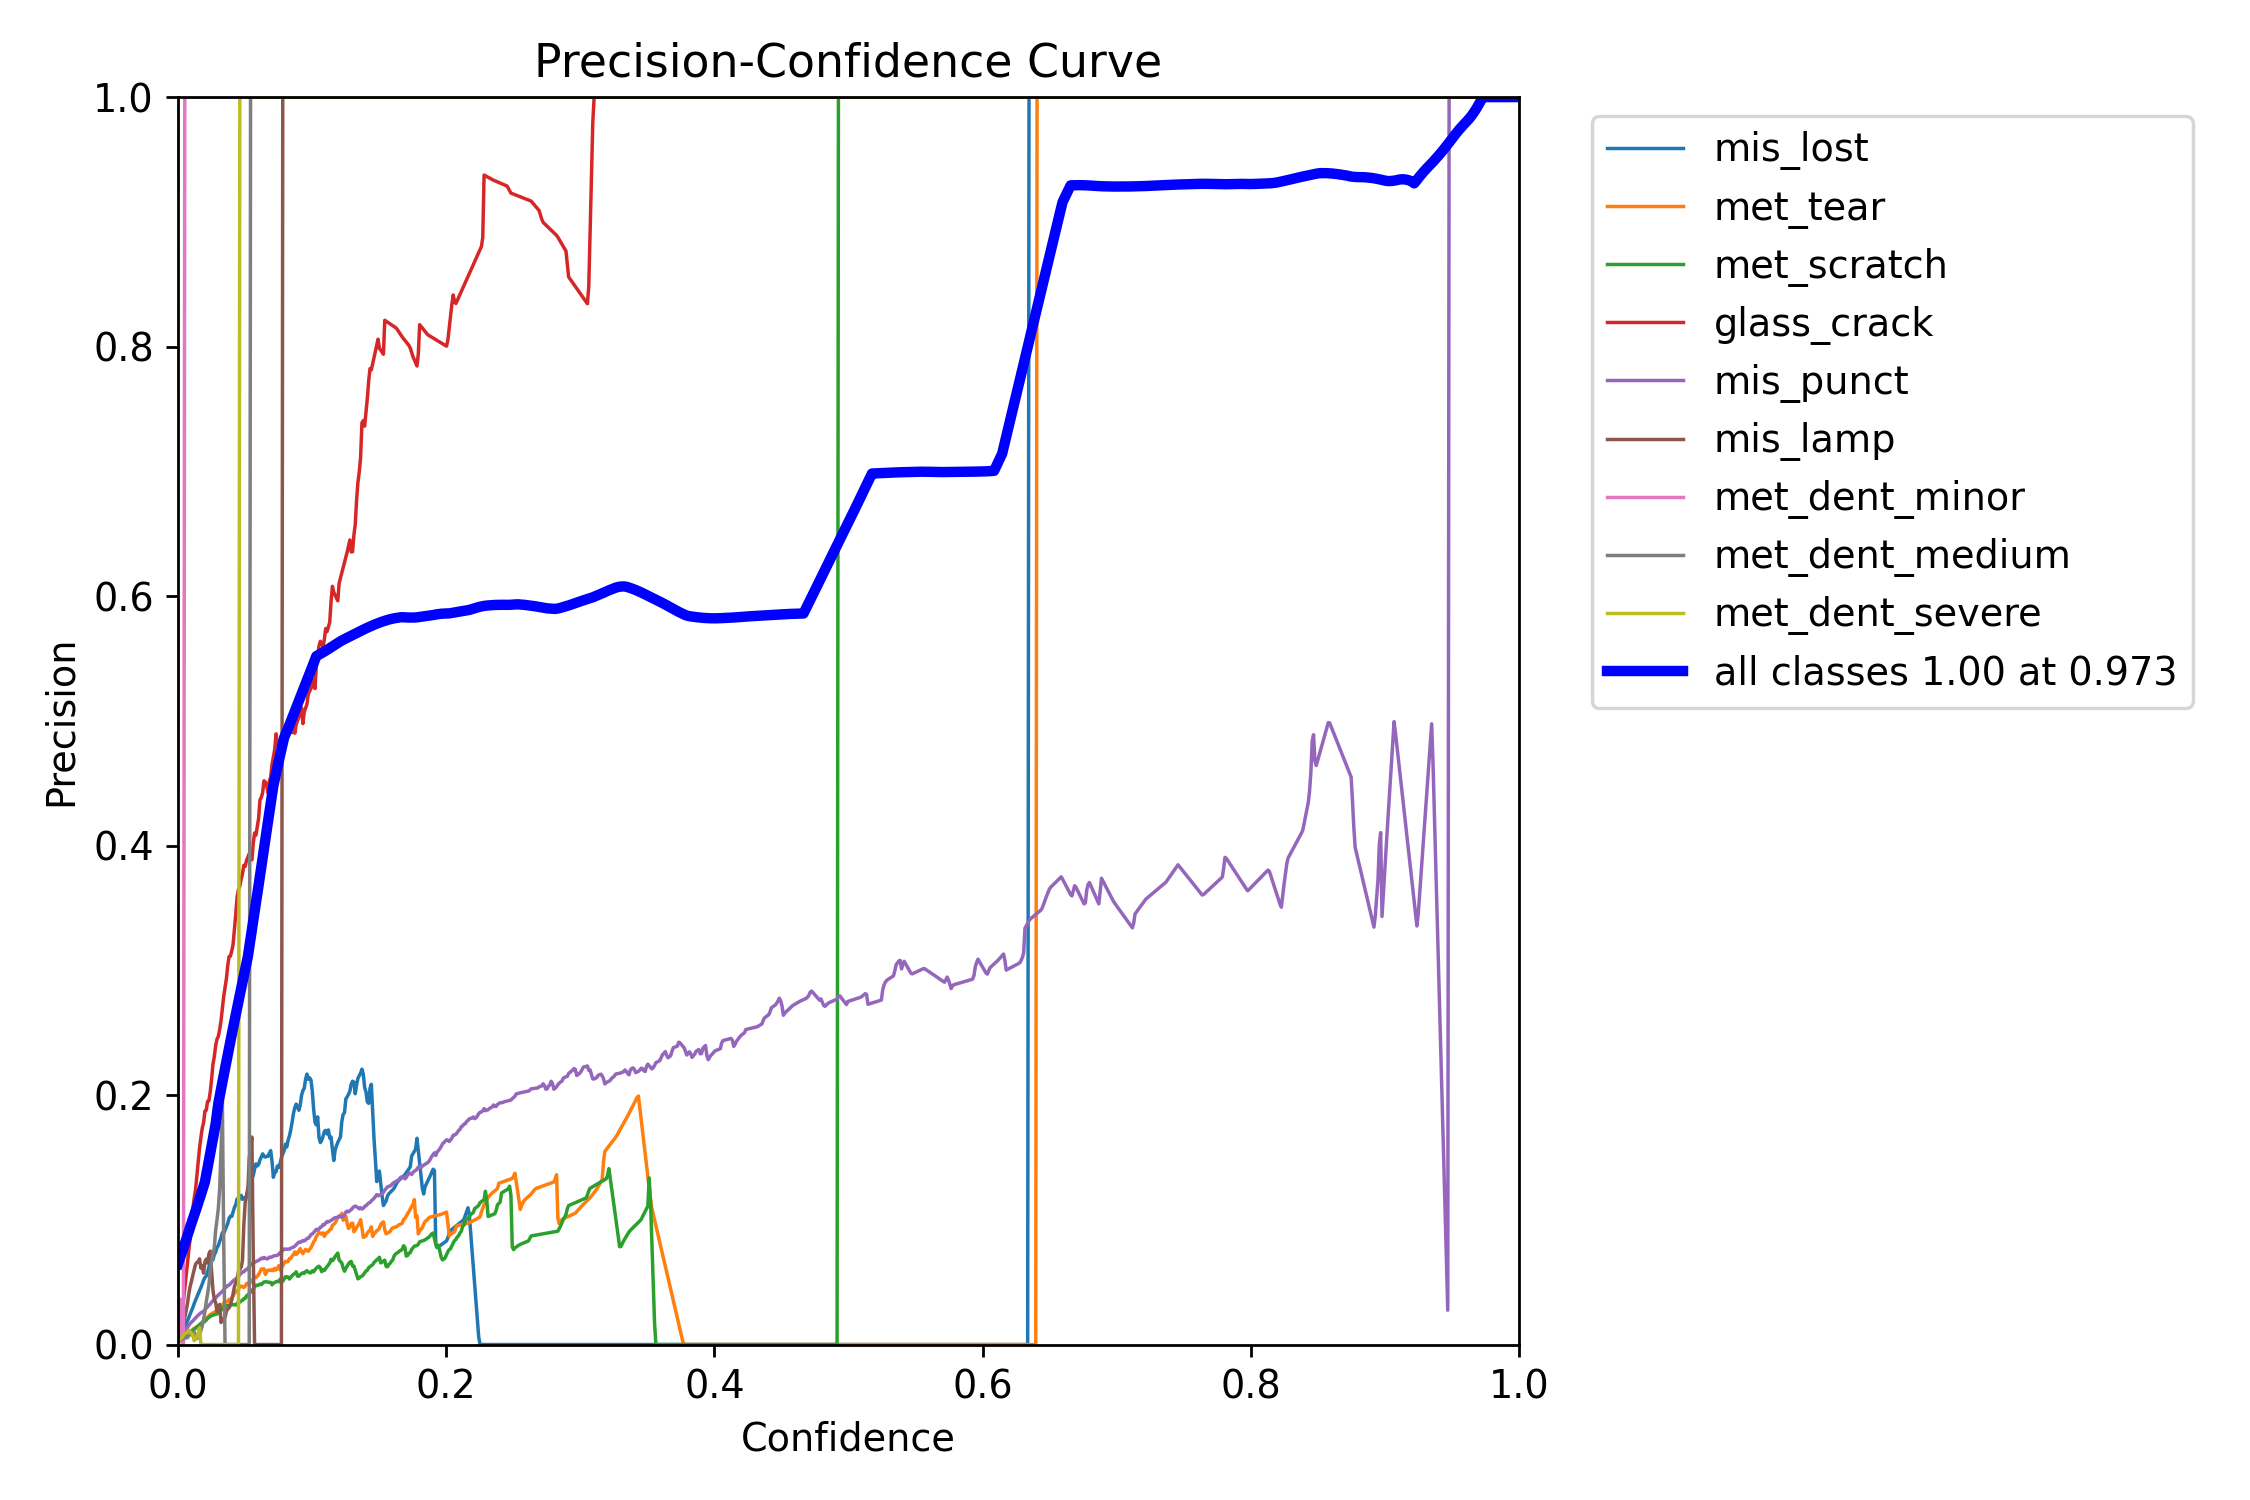 Precision-Confidence Curve
1.0
0.8
0.6
0.4
0.2
0.0
Precision
0.0 0.2 0.4 0.6 0.8 1.0
Confidence
mis_lost
met_tear
met_scratch
glass_crack
mis_punct
mis_lamp
met_dent_minor
met_dent_medium
met_dent_severe
all classes 1.00 at 0.973